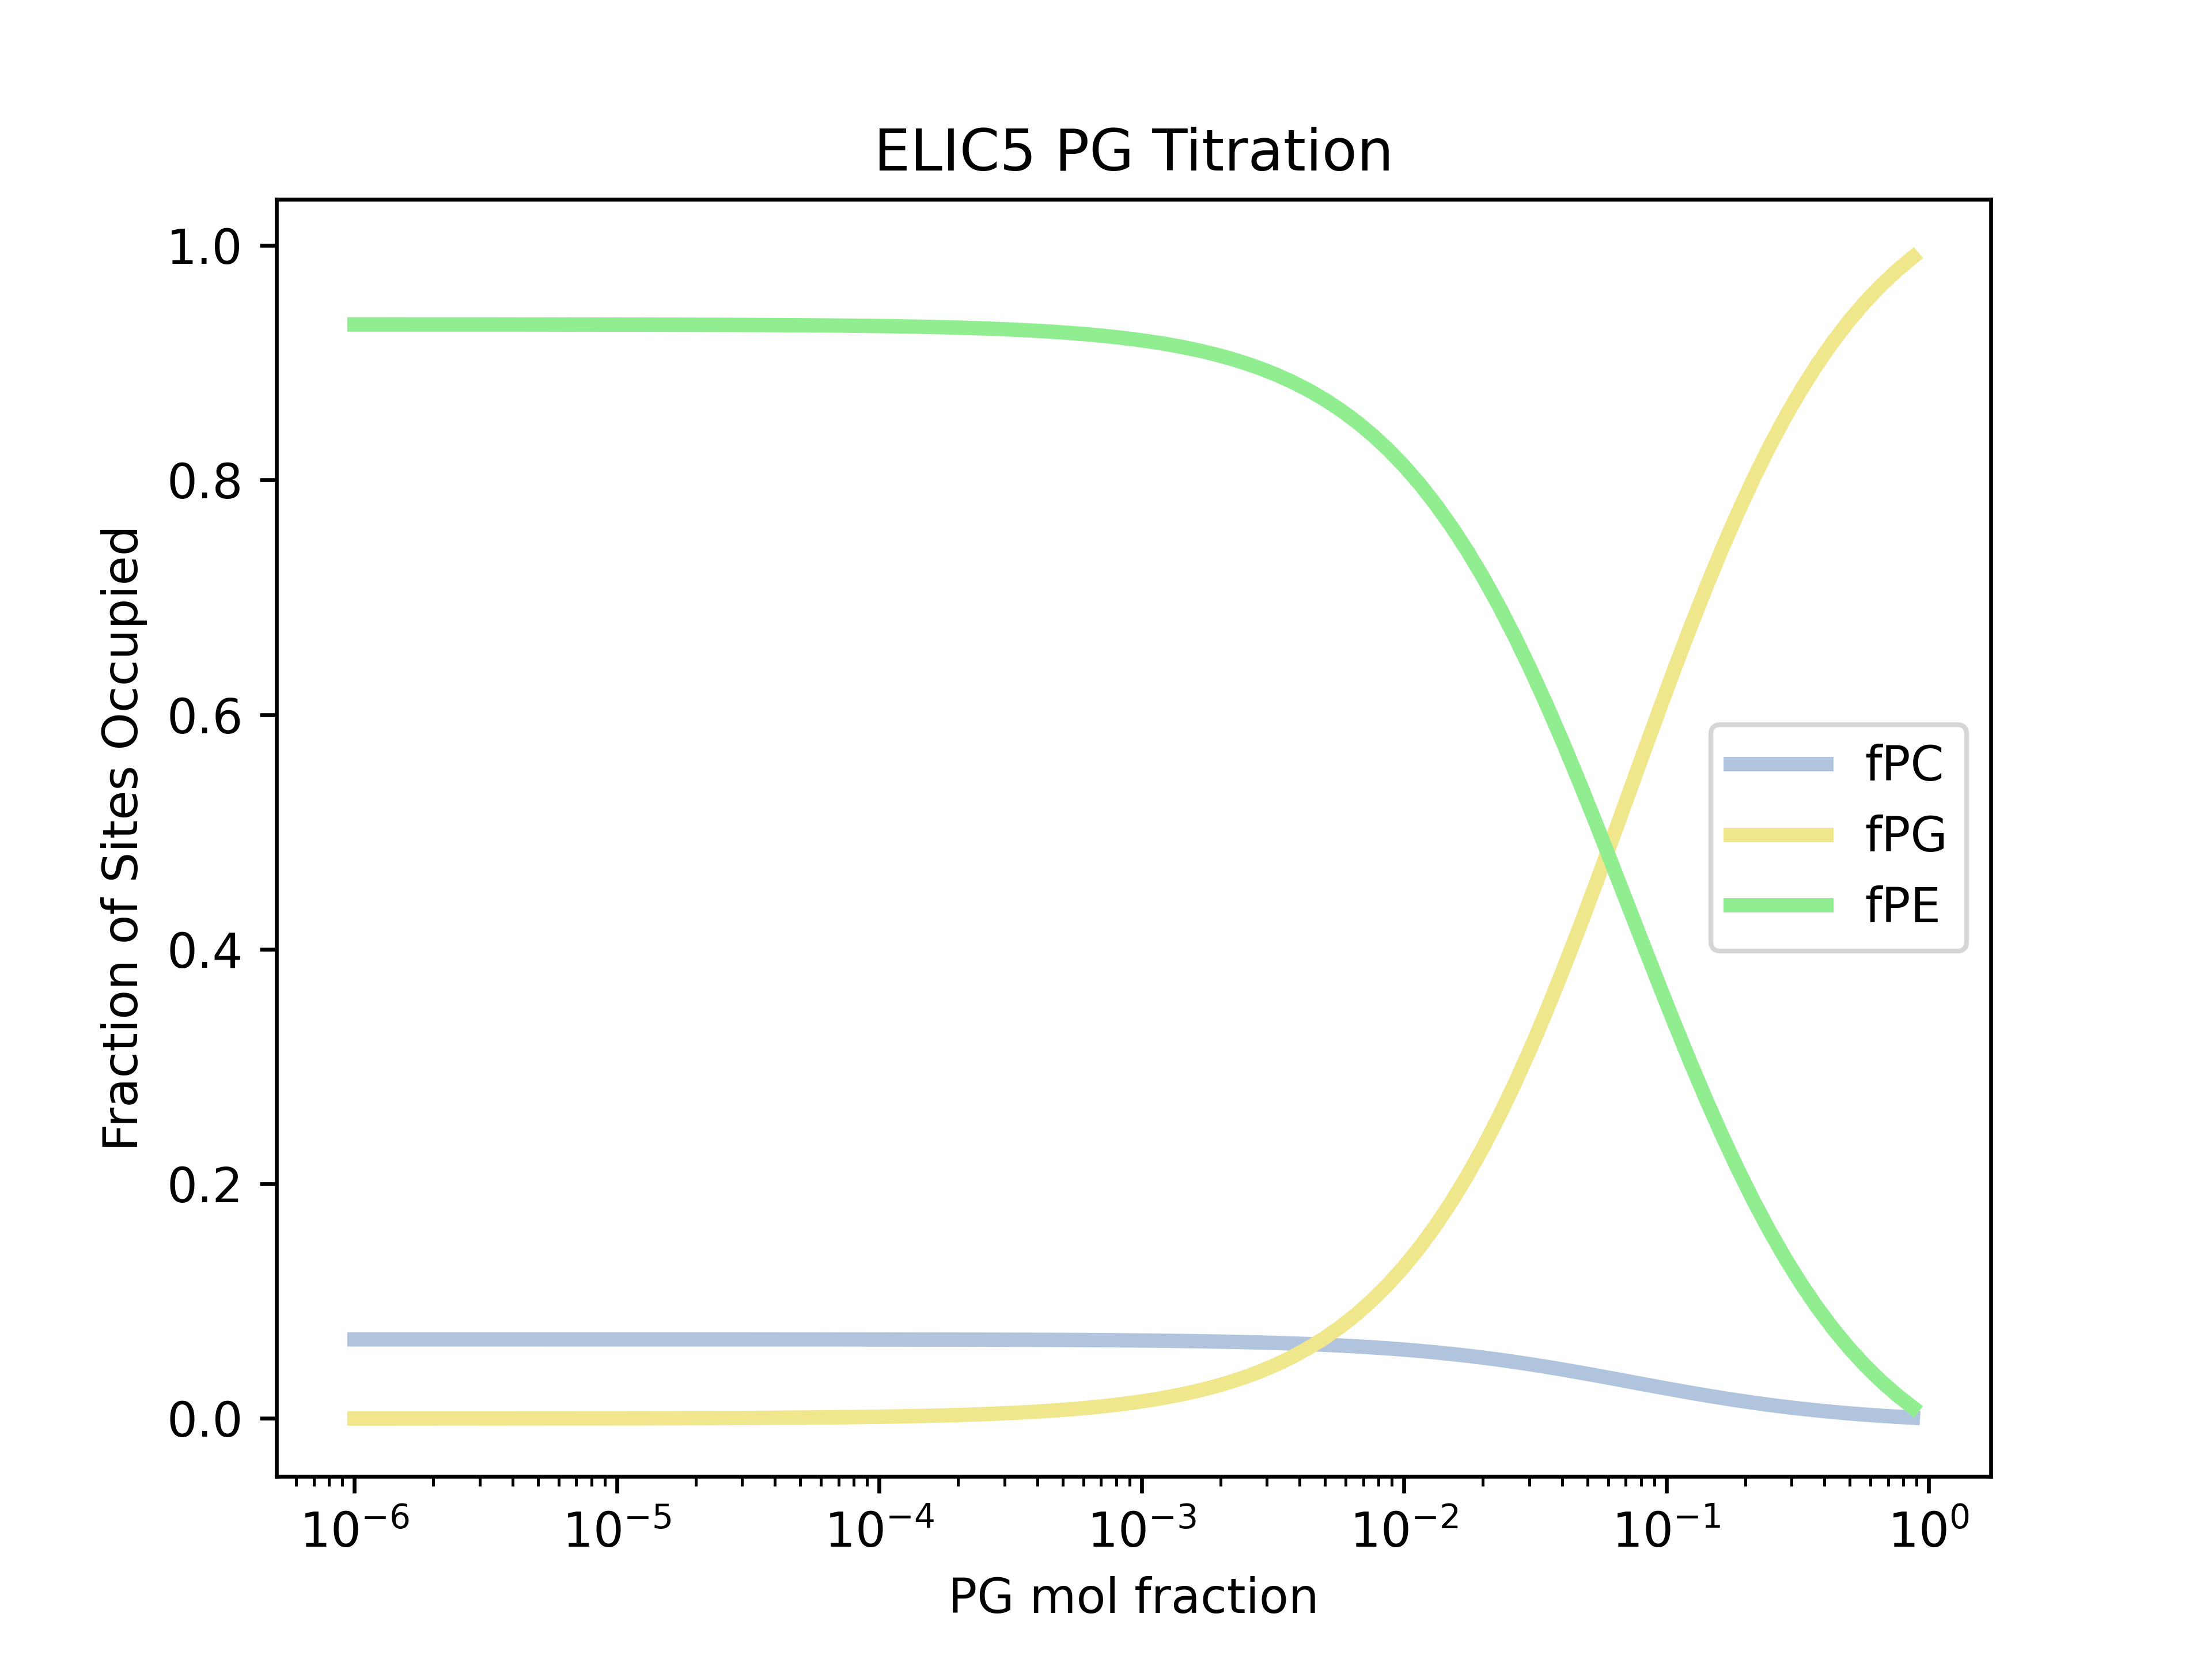 ELIC5 PG Titration
Fraction of Sites Occupied
1.0
0.8
0.6
0.4
0.2
0.0
fPC
fPG
fPE
10⁻⁶ 10⁻⁵ 10⁻⁴ 10⁻³ 10⁻² 10⁻¹ 10⁰
PG mol fraction